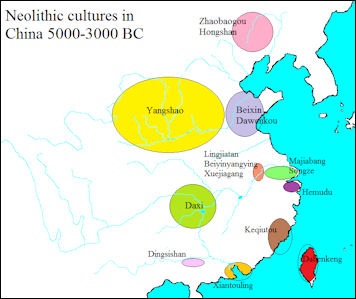 Neolithic cultures in
China 5000-3000 BC
Zhaobaogou
Hongshan
Yangshao
Beixin
Dawenkou
Lingjiatan
Beiyinyangying
Xuejiagang
Majiabang
Songze
Hemudu
Daxi
Keqiutou
Dingsishan
Dabenkeng
Xiantouling